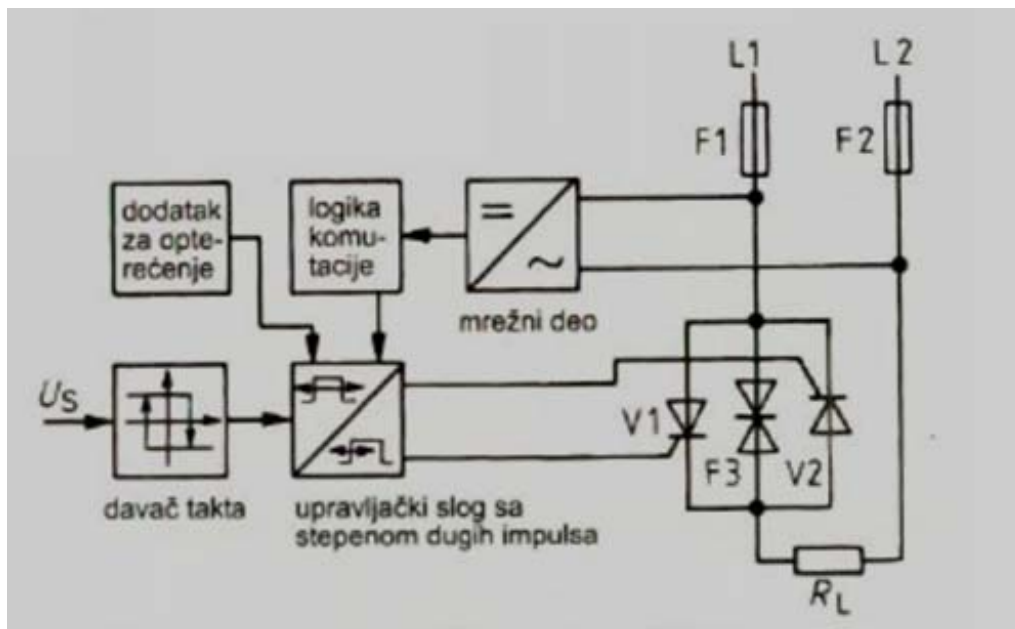 L1
L2
F1
F2
dodatak
za opte-
rećenje
logika
komu-
tacije
=
~
mrežni deo
US
davač takta
upravljački slog sa
stepenom dugih impulsa
V1
F3
V2
RL